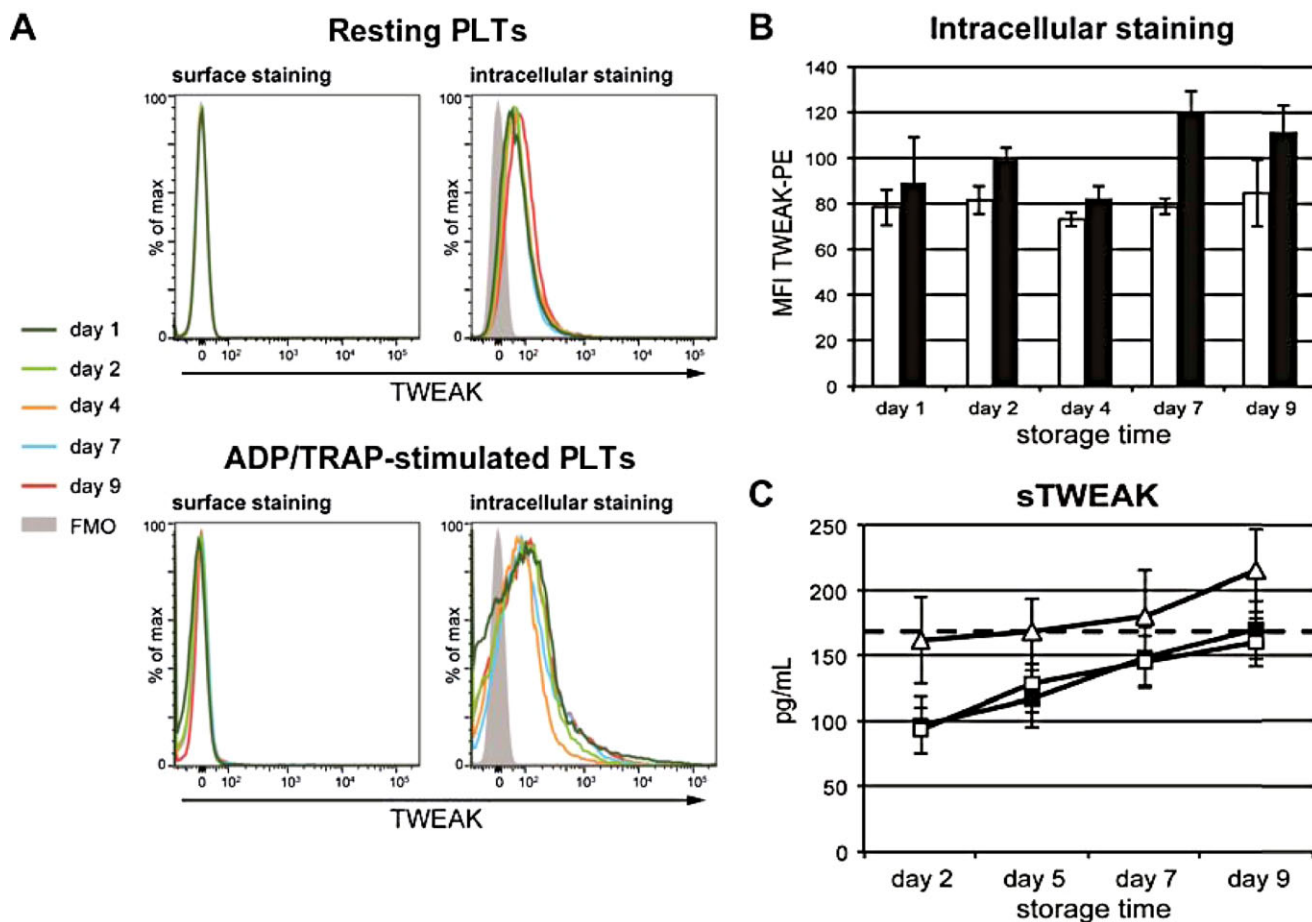 A
Resting PLTs
surface staining
intracellular staining
100
% of max
0
0 10² 10³ 10⁴ 10⁵
100
% of max
0
0 10² 10³ 10⁴ 10⁵
TWEAK
day 1
day 2
day 4
day 7
day 9
FMO
ADP/TRAP-stimulated PLTs
surface staining
intracellular staining
100
% of max
0
0 10² 10³ 10⁴ 10⁵
100
% of max
0
0 10² 10³ 10⁴ 10⁵
TWEAK
B
Intracellular staining
MFI TWEAK-PE
140
120
100
80
60
40
20
0
day 1 day 2 day 4 day 7 day 9
storage time
C
sTWEAK
pg/mL
250
200
150
100
50
0
day 2 day 5 day 7 day 9
storage time